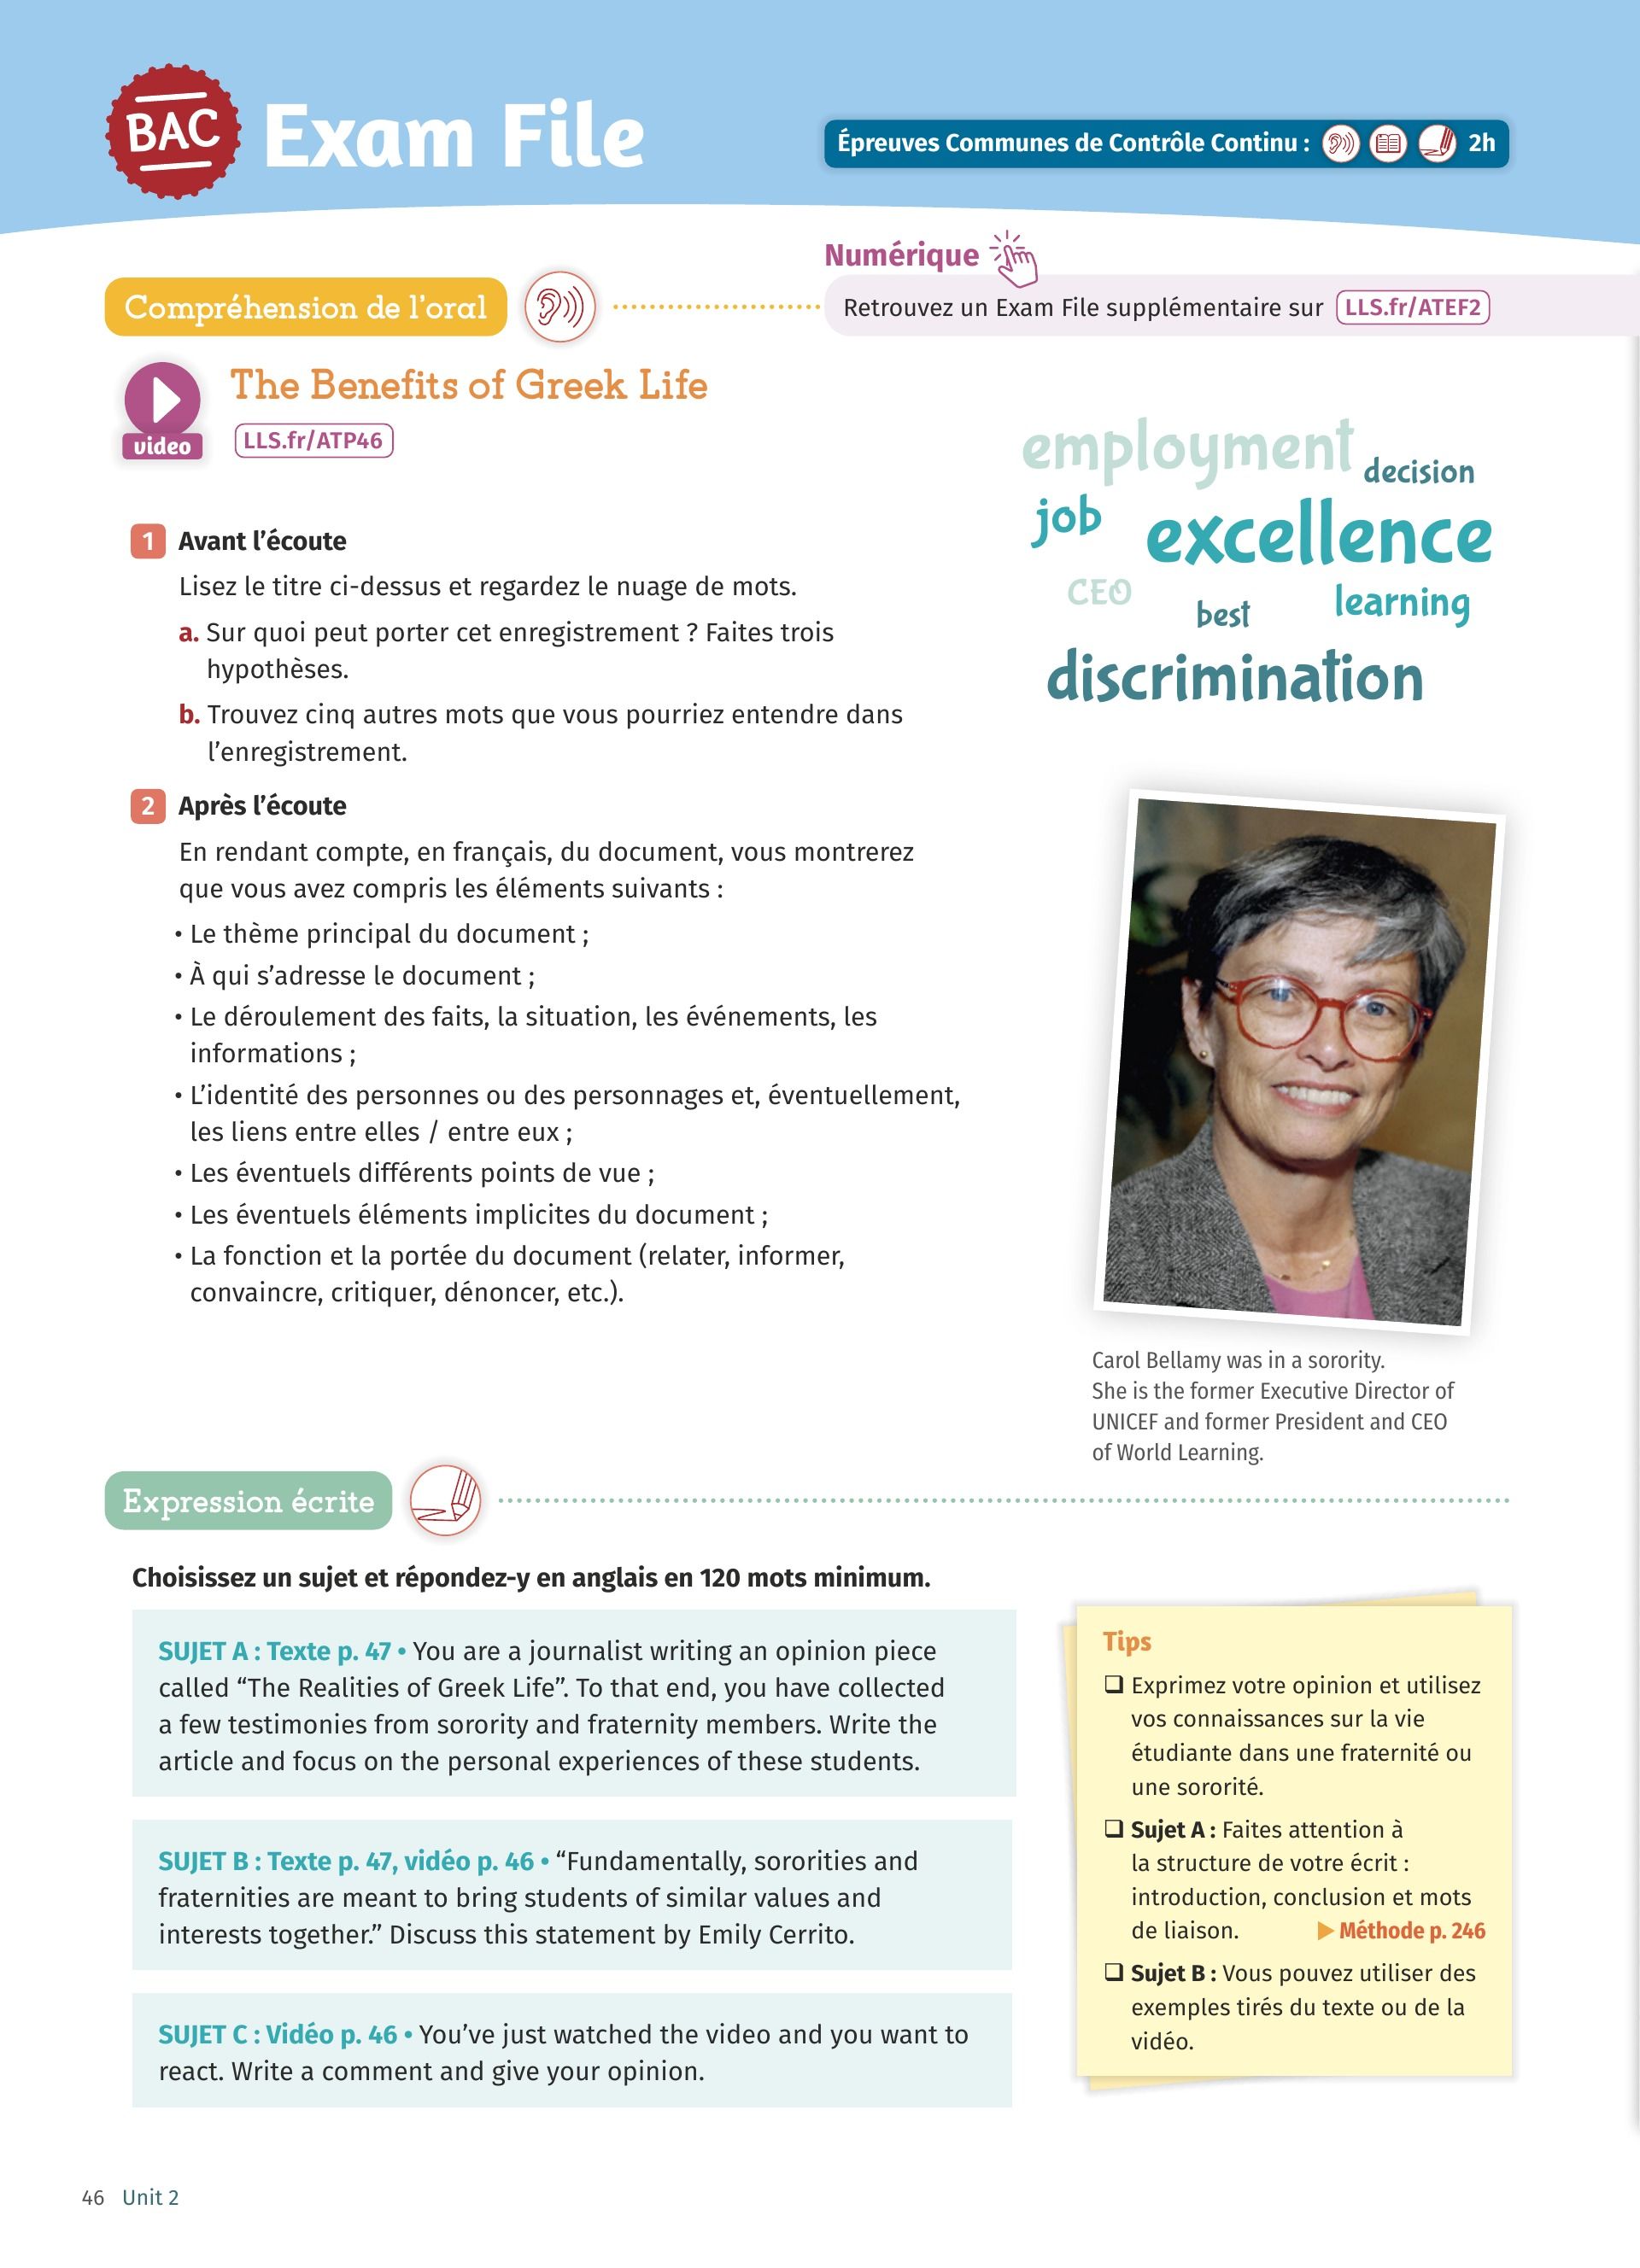 BAC
Exam File
Épreuves Communes de Contrôle Continu : 2h
Numérique
Compréhension de l’oral
Retrouvez un Exam File supplémentaire sur LLS.fr/ATEF2
The Benefits of Greek Life
video
LLS.fr/ATP46
employment
decision
job
excellence
CEO
best
learning
discrimination
1 Avant l’écoute
Lisez le titre ci-dessus et regardez le nuage de mots.
a. Sur quoi peut porter cet enregistrement ? Faites trois
hypothèses.
b. Trouvez cinq autres mots que vous pourriez entendre dans
l’enregistrement.
2 Après l’écoute
En rendant compte, en français, du document, vous montrerez
que vous avez compris les éléments suivants :
• Le thème principal du document ;
• À qui s’adresse le document ;
• Le déroulement des faits, la situation, les événements, les
informations ;
• L’identité des personnes ou des personnages et, éventuellement,
les liens entre elles / entre eux ;
• Les éventuels différents points de vue ;
• Les éventuels éléments implicites du document ;
• La fonction et la portée du document (relater, informer,
convaincre, critiquer, dénoncer, etc.).
Carol Bellamy was in a sorority.
She is the former Executive Director of
UNICEF and former President and CEO
of World Learning.
Expression écrite
Choisissez un sujet et répondez-y en anglais en 120 mots minimum.
SUJET A : Texte p. 47 • You are a journalist writing an opinion piece
called “The Realities of Greek Life”. To that end, you have collected
a few testimonies from sorority and fraternity members. Write the
article and focus on the personal experiences of these students.
SUJET B : Texte p. 47, vidéo p. 46 • “Fundamentally, sororities and
fraternities are meant to bring students of similar values and
interests together.” Discuss this statement by Emily Cerrito.
SUJET C : Vidéo p. 46 • You’ve just watched the video and you want to
react. Write a comment and give your opinion.
Tips
❑ Exprimez votre opinion et utilisez
vos connaissances sur la vie
étudiante dans une fraternité ou
une sororité.
❑ Sujet A : Faites attention à
la structure de votre écrit :
introduction, conclusion et mots
de liaison. ▶ Méthode p. 246
❑ Sujet B : Vous pouvez utiliser des
exemples tirés du texte ou de la
vidéo.
46 Unit 2